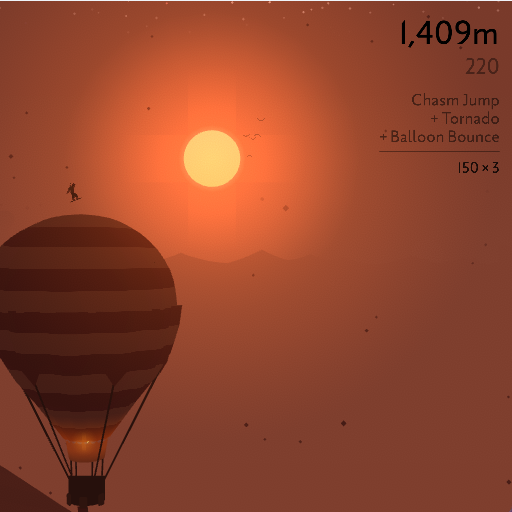 1,409m
220
Chasm Jump
+ Tornado
+ Balloon Bounce
150 × 3